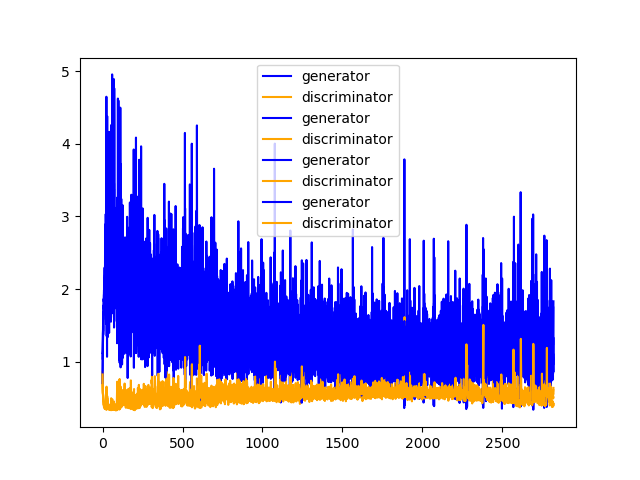 5
4
3
2
1
generator
discriminator
generator
discriminator
generator
discriminator
generator
discriminator
0
500
1000
1500
2000
2500